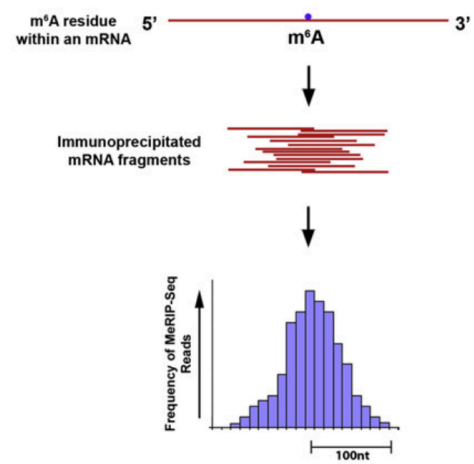 m⁶A residue
within an mRNA
5’
3’
m⁶A
Immunoprecipitated
mRNA fragments
Frequency of MeRIP-Seq
Reads
100nt